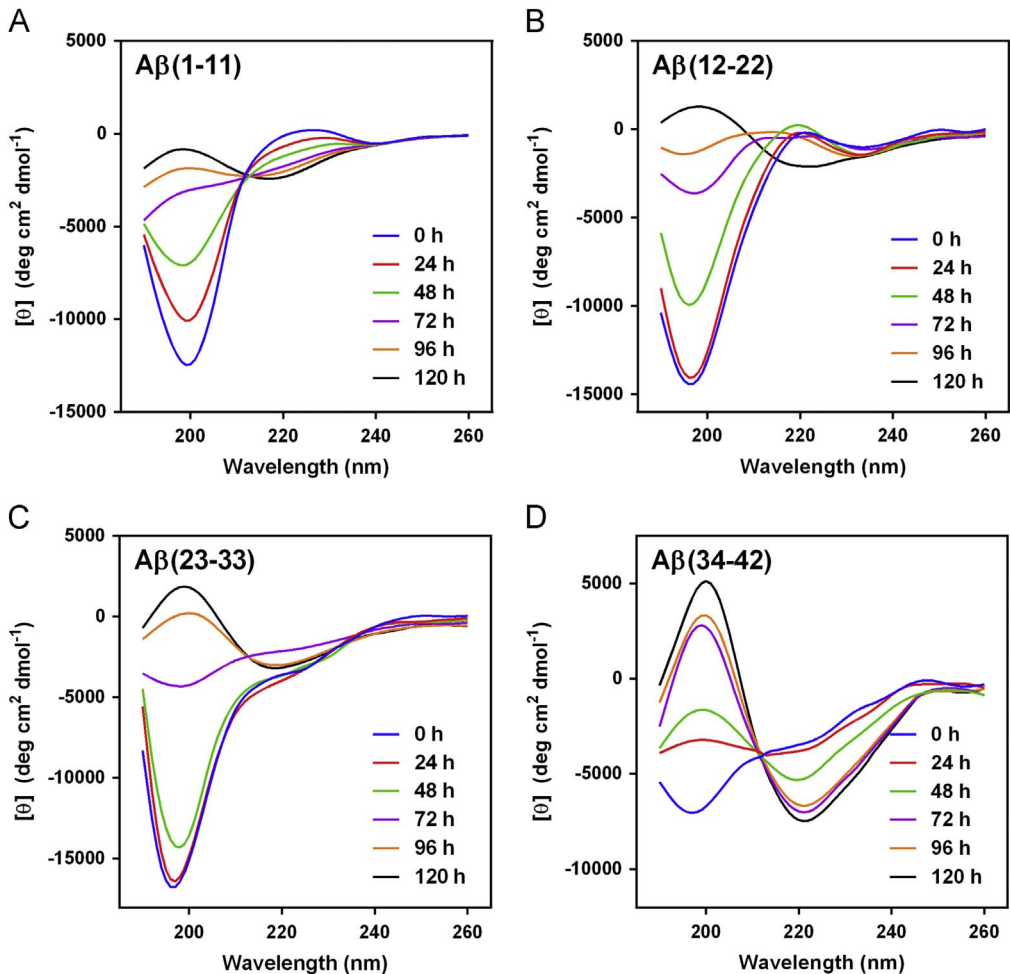 A
Aβ(1-11)
[θ] (deg cm² dmol⁻¹)
5000
0
-5000
-10000
-15000
0 h
24 h
48 h
72 h
96 h
120 h
200
220
240
260
Wavelength (nm)
B
Aβ(12-22)
[θ] (deg cm² dmol⁻¹)
5000
0
-5000
-10000
-15000
0 h
24 h
48 h
72 h
96 h
120 h
200
220
240
260
Wavelength (nm)
C
Aβ(23-33)
[θ] (deg cm² dmol⁻¹)
5000
0
-5000
-10000
-15000
0 h
24 h
48 h
72 h
96 h
120 h
200
220
240
260
Wavelength (nm)
D
Aβ(34-42)
[θ] (deg cm² dmol⁻¹)
5000
0
-5000
-10000
0 h
24 h
48 h
72 h
96 h
120 h
200
220
240
260
Wavelength (nm)